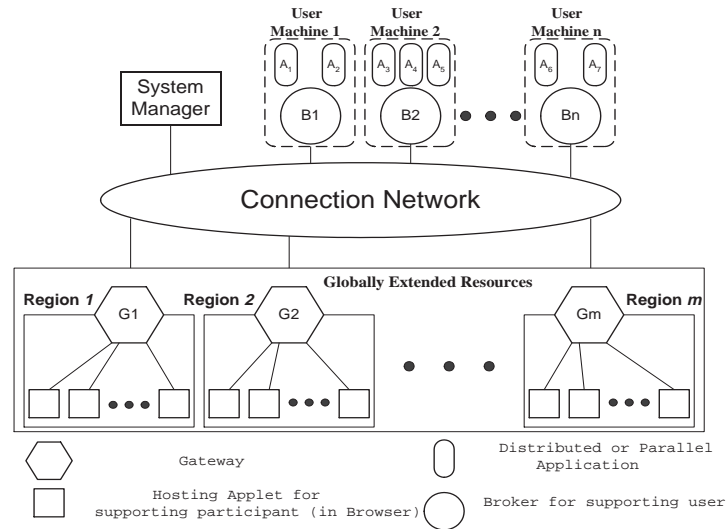 User
Machine 1
User
Machine 2
User
Machine n
A1
A2
A3
A4
A5
A6
A7
System
Manager
B1
B2
Bn
Connection Network
Globally Extended Resources
Region 1
G1
Region 2
G2
Gm
Region m
Gateway
Distributed or Parallel
Application
Hosting Applet for
supporting participant (in Browser)
Broker for supporting user